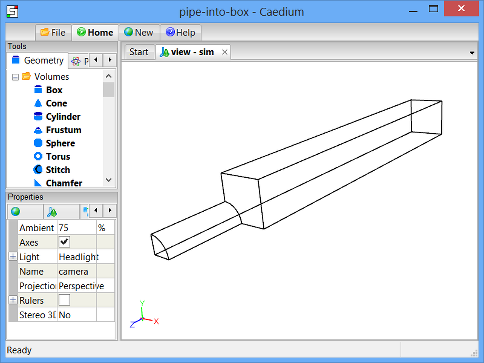 pipe-into-box - Caedium
File Home New Help
Tools
Geometry
Volumes
Box
Cone
Cylinder
Frustum
Sphere
Torus
Stitch
Chamfer
Properties
Ambient 75 %
Axes
Light Headlight
Name camera
Projection Perspective
Rulers
Stereo 3D No
Start view - sim
Y
X
Z
Ready